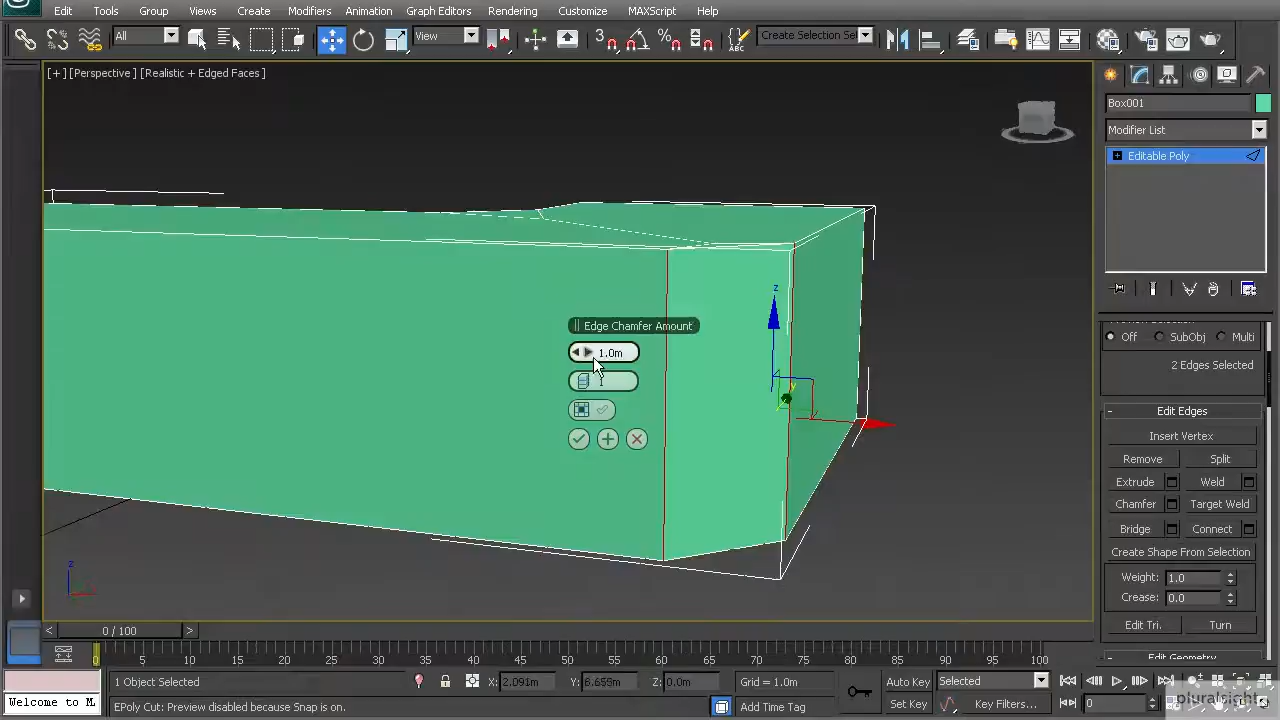 Edit Tools Group Views Create Modifiers Animation Graph Editors Rendering Customize MAXScript Help
All View Create Selection Se
[+] [Perspective] [Realistic + Edged Faces]
Box001
Modifier List
Editable Poly
z
Edge Chamfer Amount
1.0m
1
Off SubObj Multi
2 Edges Selected
- Edit Edges
Insert Vertex
Remove Split
Extrude Weld
Chamfer Target Weld
Bridge Connect
Create Shape From Selection
Weight: 1.0
Crease: 0.0
Edit Tri. Turn
- Edit Geometry
z
< 0 / 100 >
0 5 10 15 20 25 30 35 40 45 50 55 60 65 70 75 80 85 90 95 100
1 Object Selected X: 2.091m Y: 6.659m Z: 0.0m Grid = 1.0m Auto Key Selected
Welcome to M EPoly Cut: Preview disabled because Snap is on. Add Time Tag Set Key Key Filters... 0
pluralsight